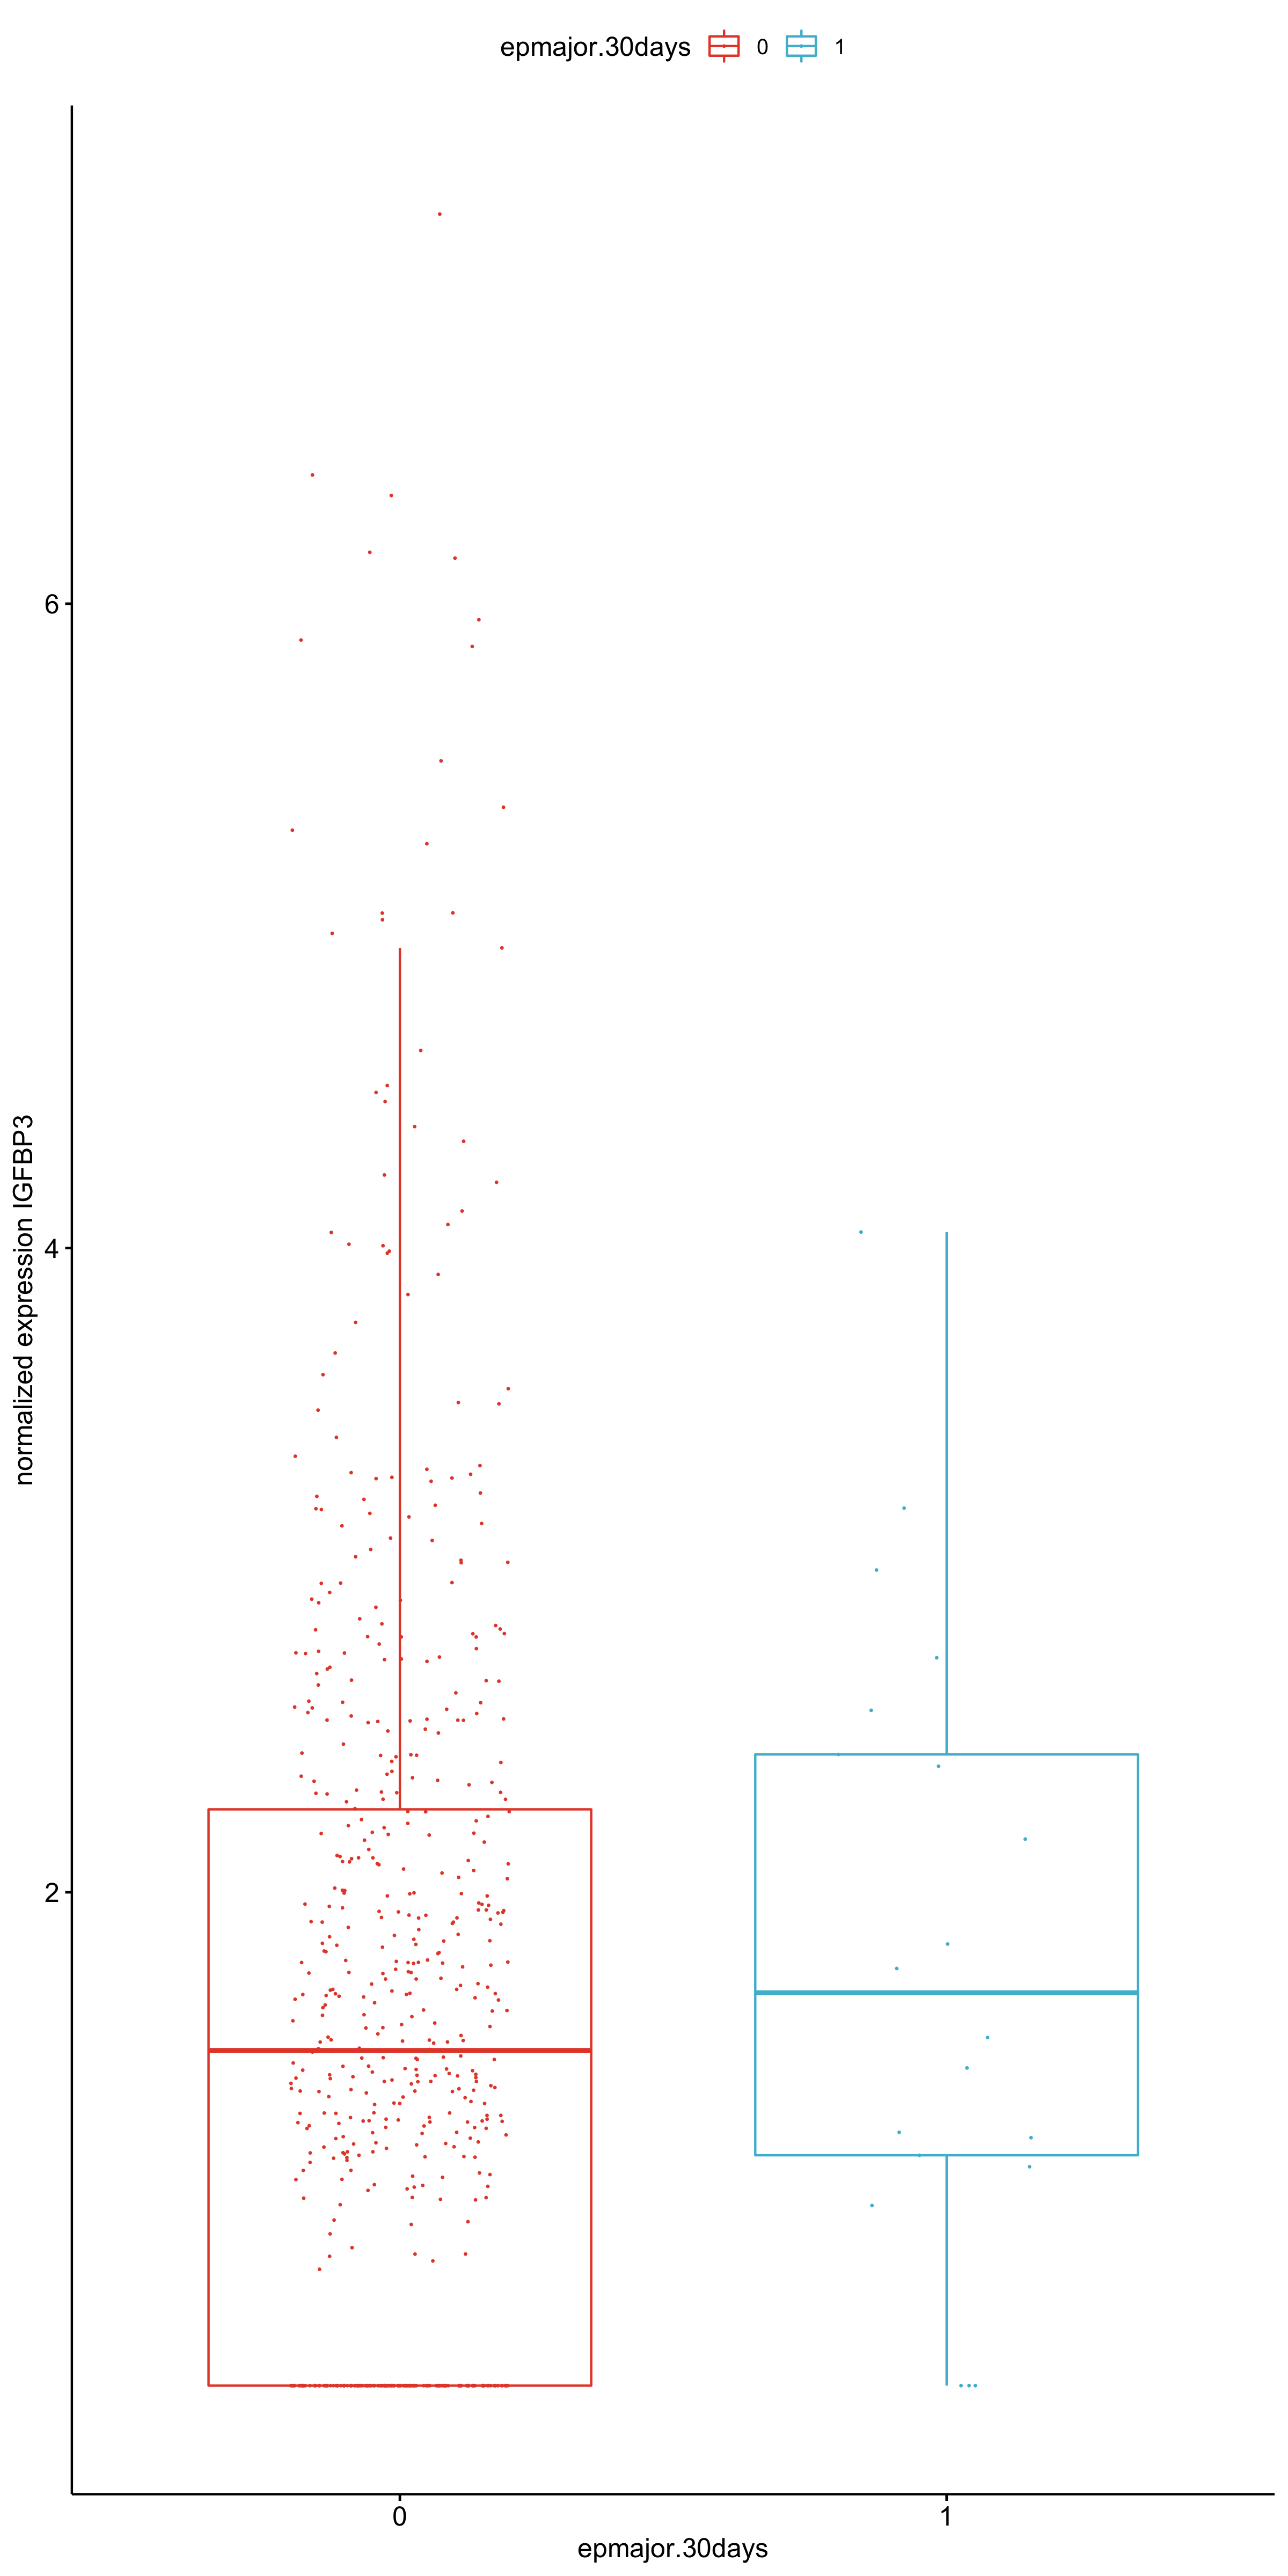 epmajor.30days 0 1
normalized expression IGFBP3
6
4
2
0 1
epmajor.30days